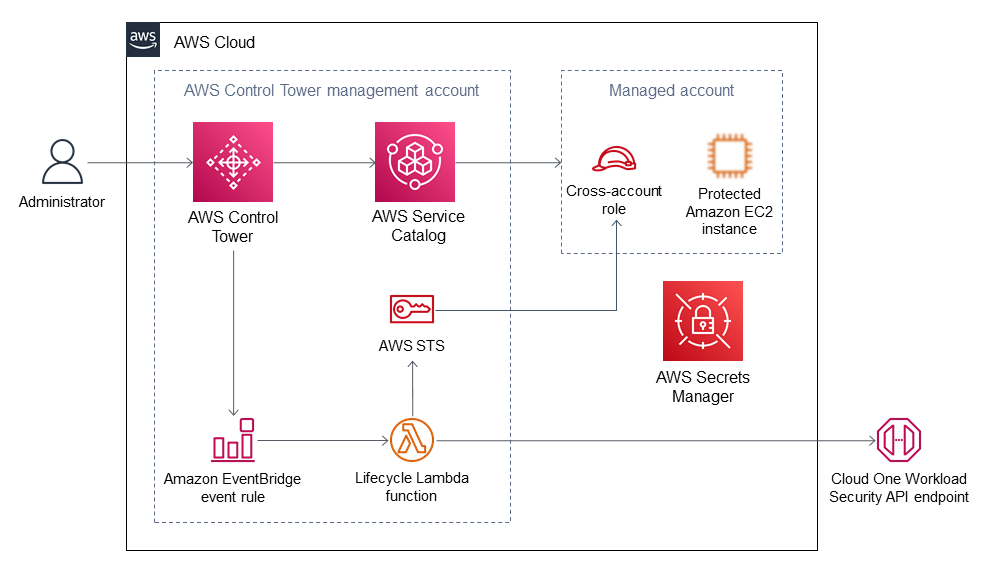 aws
AWS Cloud
AWS Control Tower management account
Managed account
Administrator
AWS Control
Tower
AWS Service
Catalog
Cross-account
role
Protected
Amazon EC2
instance
AWS STS
AWS Secrets
Manager
Amazon EventBridge
event rule
Lifecycle Lambda
function
Cloud One Workload
Security API endpoint